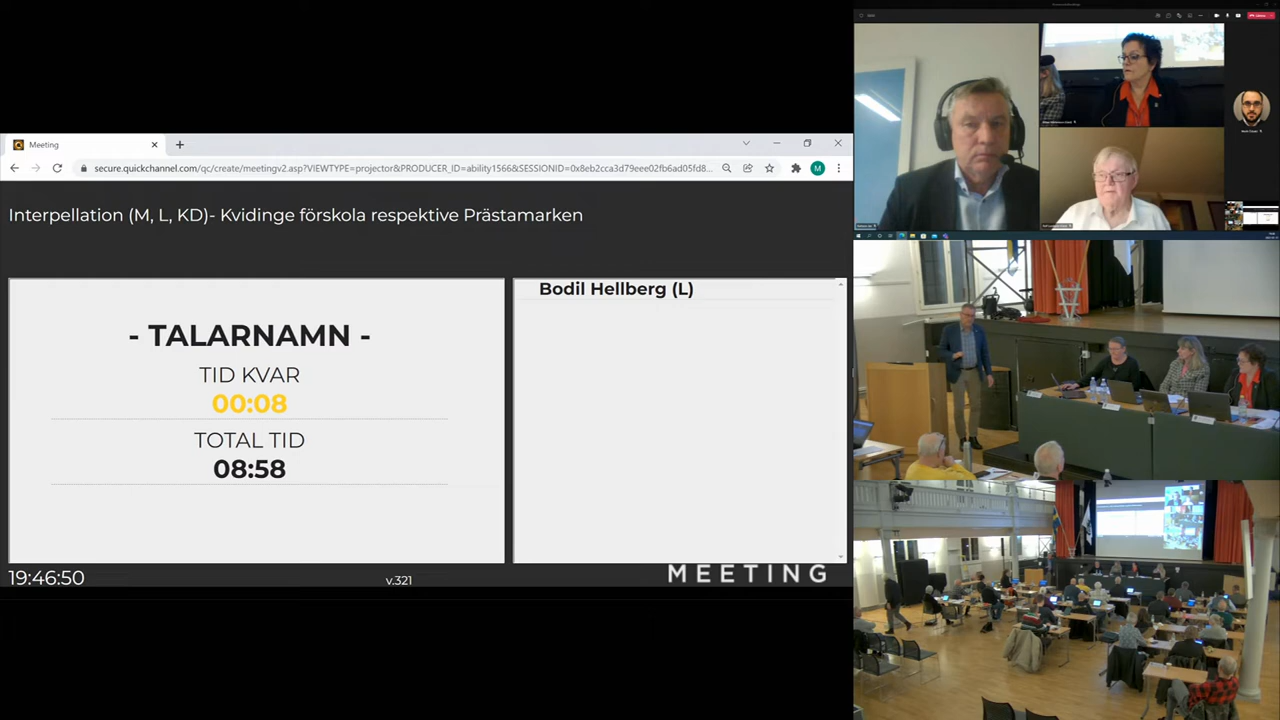 Meeting
secure.quickchannel.com/qc/create/meetingv2.asp?VIEWTYPE=projector&PRODUCER_ID=ability1566&SESSIONID=0x8eb2cca3d79eee02fb6ad05fd8...
M
Interpellation (M, L, KD)- Kvidinge förskola respektive Prästamarken
- TALARNAMN -
TID KVAR
00:08
TOTAL TID
08:58
Bodil Hellberg (L)
19:46:50
v.321
MEETING